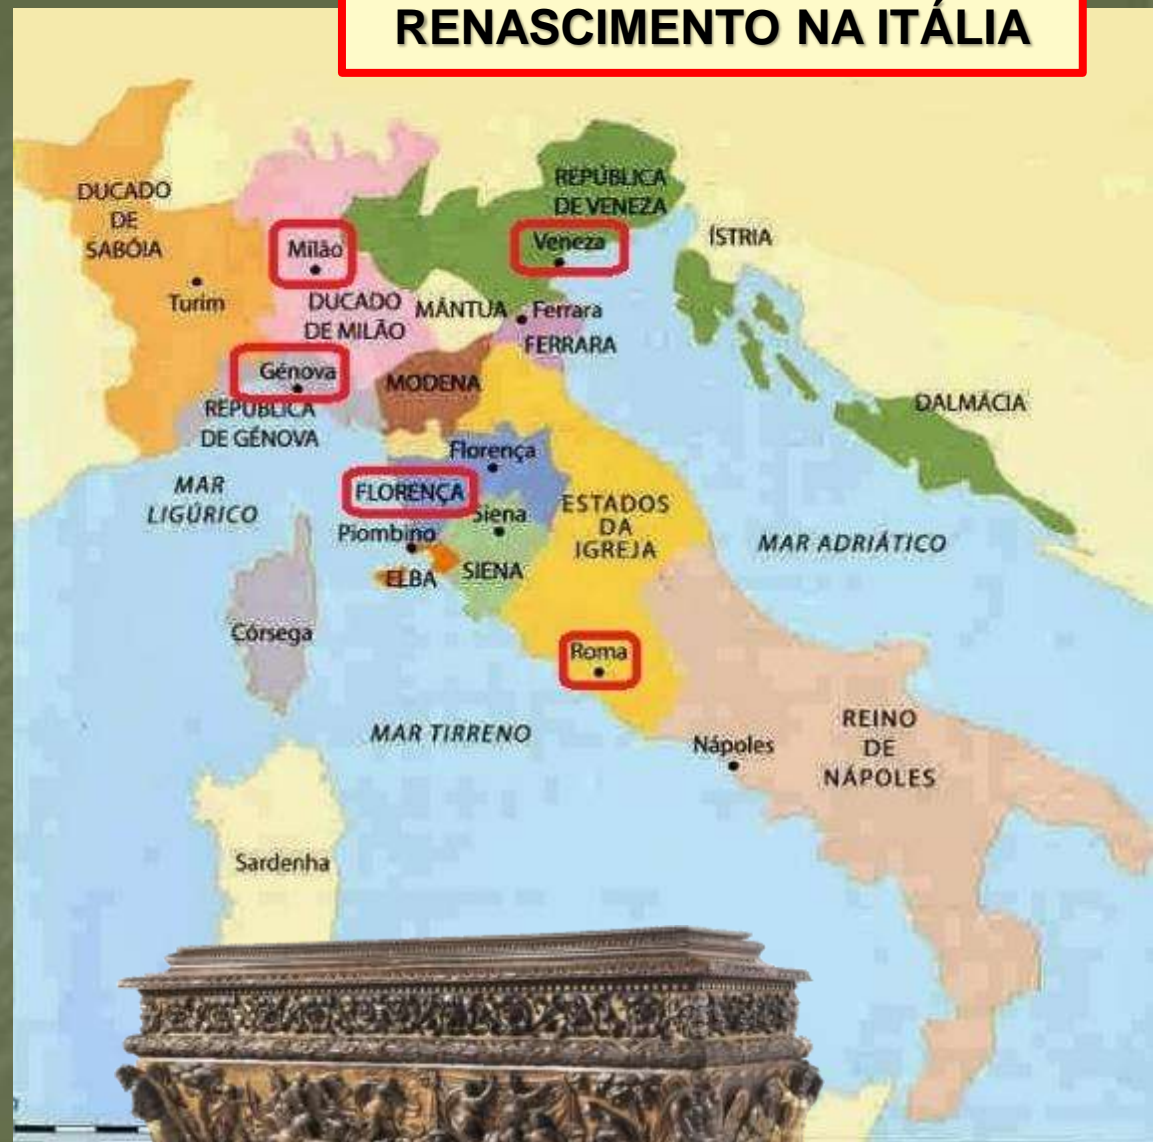 RENASCIMENTO NA ITÁLIA
DUCADO
DE
SABÓIA
Turim
Milão
DUCADO
DE MILÃO
REPÚBLICA
DE VENEZA
Veneza
ÍSTRIA
MÂNTUA
Ferrara
FERRARA
Génova
REPÚBLICA
DE GÉNOVA
MODENA
DALMÁCIA
MAR
LIGÚRICO
Florença
FLORENÇA
Siena
Piombino
ELBA
SIENA
ESTADOS
DA
IGREJA
MAR ADRIÁTICO
Córsega
Roma
MAR TIRRENO
Nápoles
REINO
DE
NÁPOLES
Sardenha